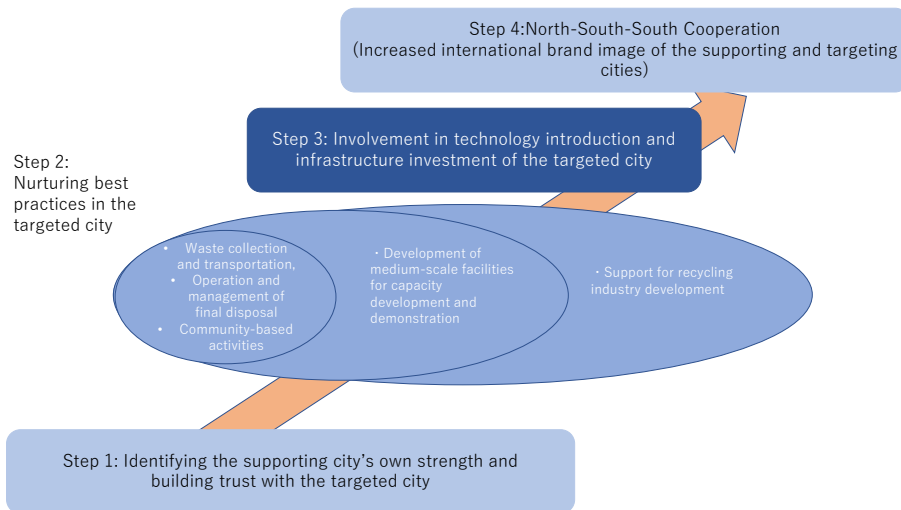 Step 4:North-South-South Cooperation
(Increased international brand image of the supporting and targeting
cities)
Step 3: Involvement in technology introduction and
infrastructure investment of the targeted city
Step 2:
Nurturing best
practices in the
targeted city
• Waste collection
and transportation,
• Operation and
management of
final disposal
• Community-based
activities
・Development of
medium-scale facilities
for capacity
development and
demonstration
・Support for recycling
industry development
Step 1: Identifying the supporting city’s own strength and
building trust with the targeted city